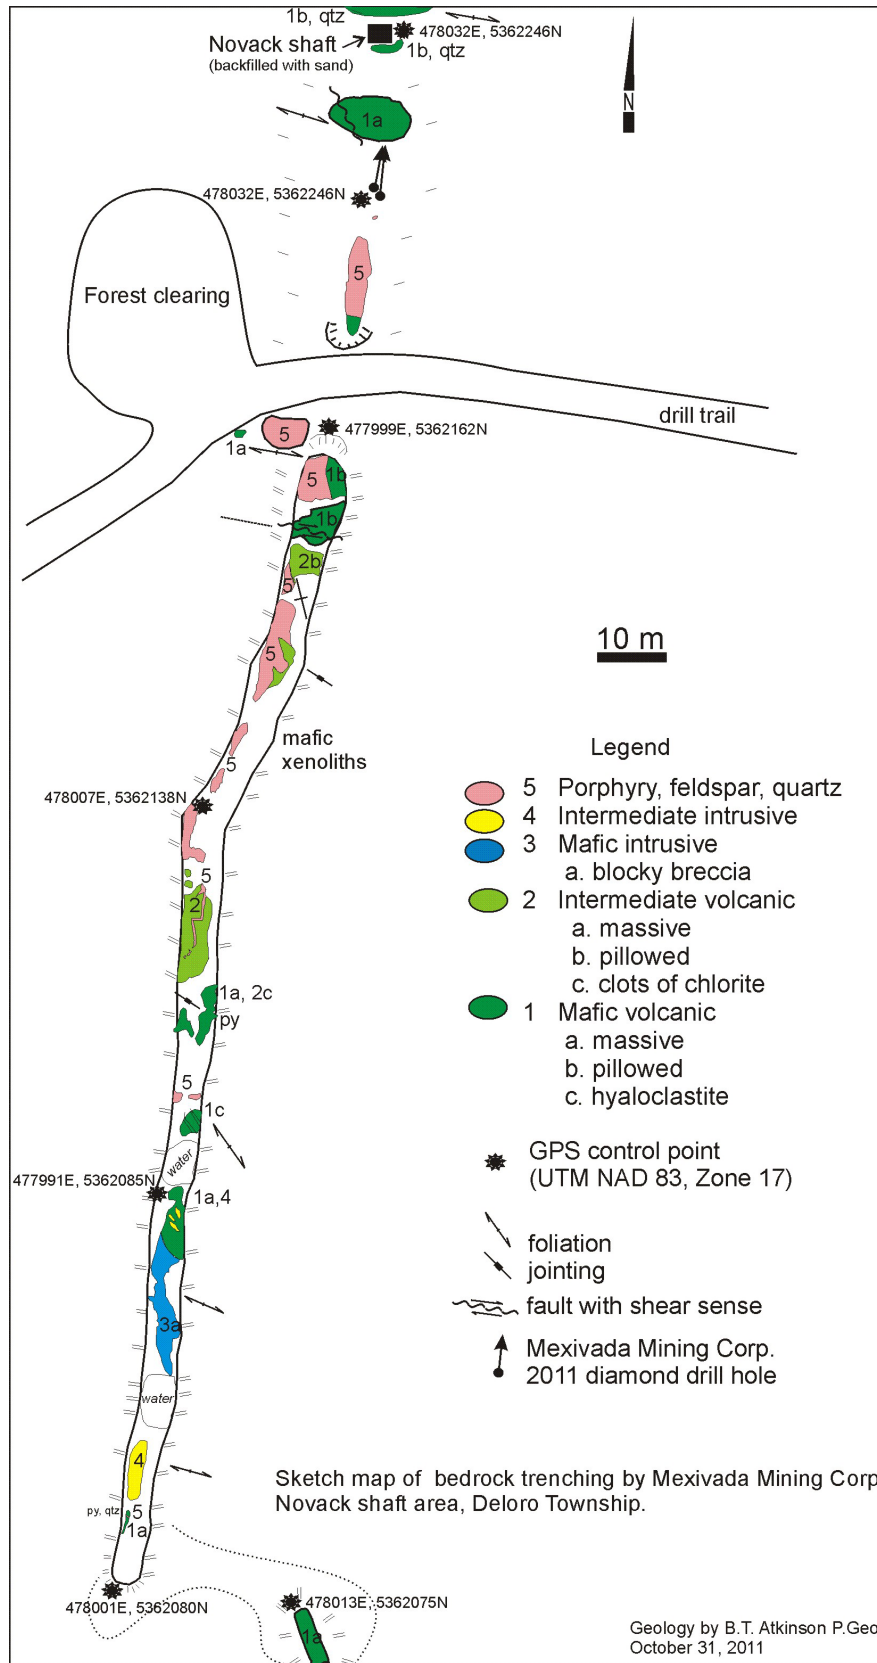 1b, qtz
478032E, 5362246N
Novack shaft
(backfilled with sand)
1b, qtz
N
1a
478032E, 5362246N
5
Forest clearing
drill trail
5
477999E, 5362162N
1a
5
1b
1b
2b
5
10 m
5
mafic
xenoliths
5
478007E, 5362138N
5
2
1a, 2c
py
5
1c
water
477991E, 5362085N
1a,4
3a
water
4
py, qtz
5
1a
478001E, 5362080N
478013E, 5362075N
1a
Legend
5 Porphyry, feldspar, quartz
4 Intermediate intrusive
3 Mafic intrusive
a. blocky breccia
2 Intermediate volcanic
a. massive
b. pillowed
c. clots of chlorite
1 Mafic volcanic
a. massive
b. pillowed
c. hyaloclastite
GPS control point
(UTM NAD 83, Zone 17)
foliation
jointing
fault with shear sense
Mexivada Mining Corp.
2011 diamond drill hole
Sketch map of bedrock trenching by Mexivada Mining Corp
Novack shaft area, Deloro Township.
Geology by B.T. Atkinson P.Geo
October 31, 2011